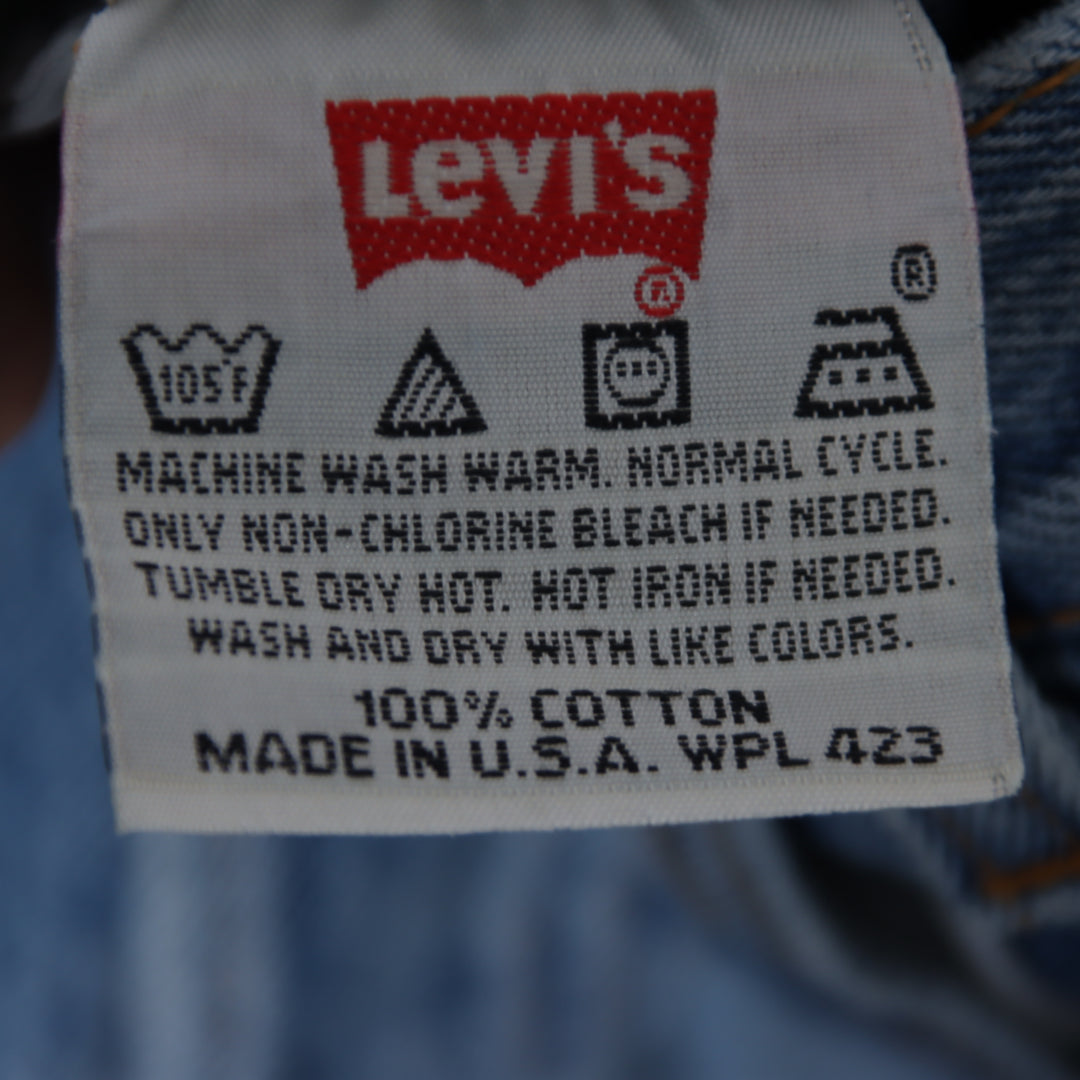 Levi's
®
®
105°F
MACHINE WASH WARM. NORMAL CYCLE.
ONLY NON-CHLORINE BLEACH IF NEEDED.
TUMBLE DRY HOT. HOT IRON IF NEEDED.
WASH AND DRY WITH LIKE COLORS.
100% COTTON
MADE IN U.S.A. WPL 423